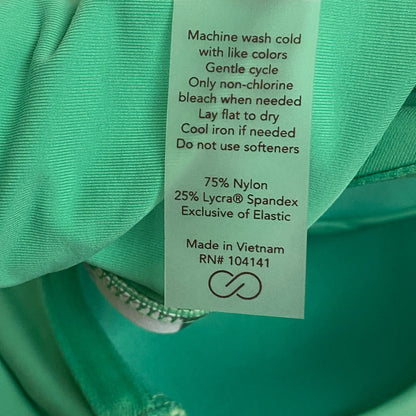 Machine wash cold
with like colors
Gentle cycle
Only non-chlorine
bleach when needed
Lay flat to dry
Cool iron if needed
Do not use softeners
75% Nylon
25% Lycra® Spandex
Exclusive of Elastic
Made in Vietnam
RN# 104141